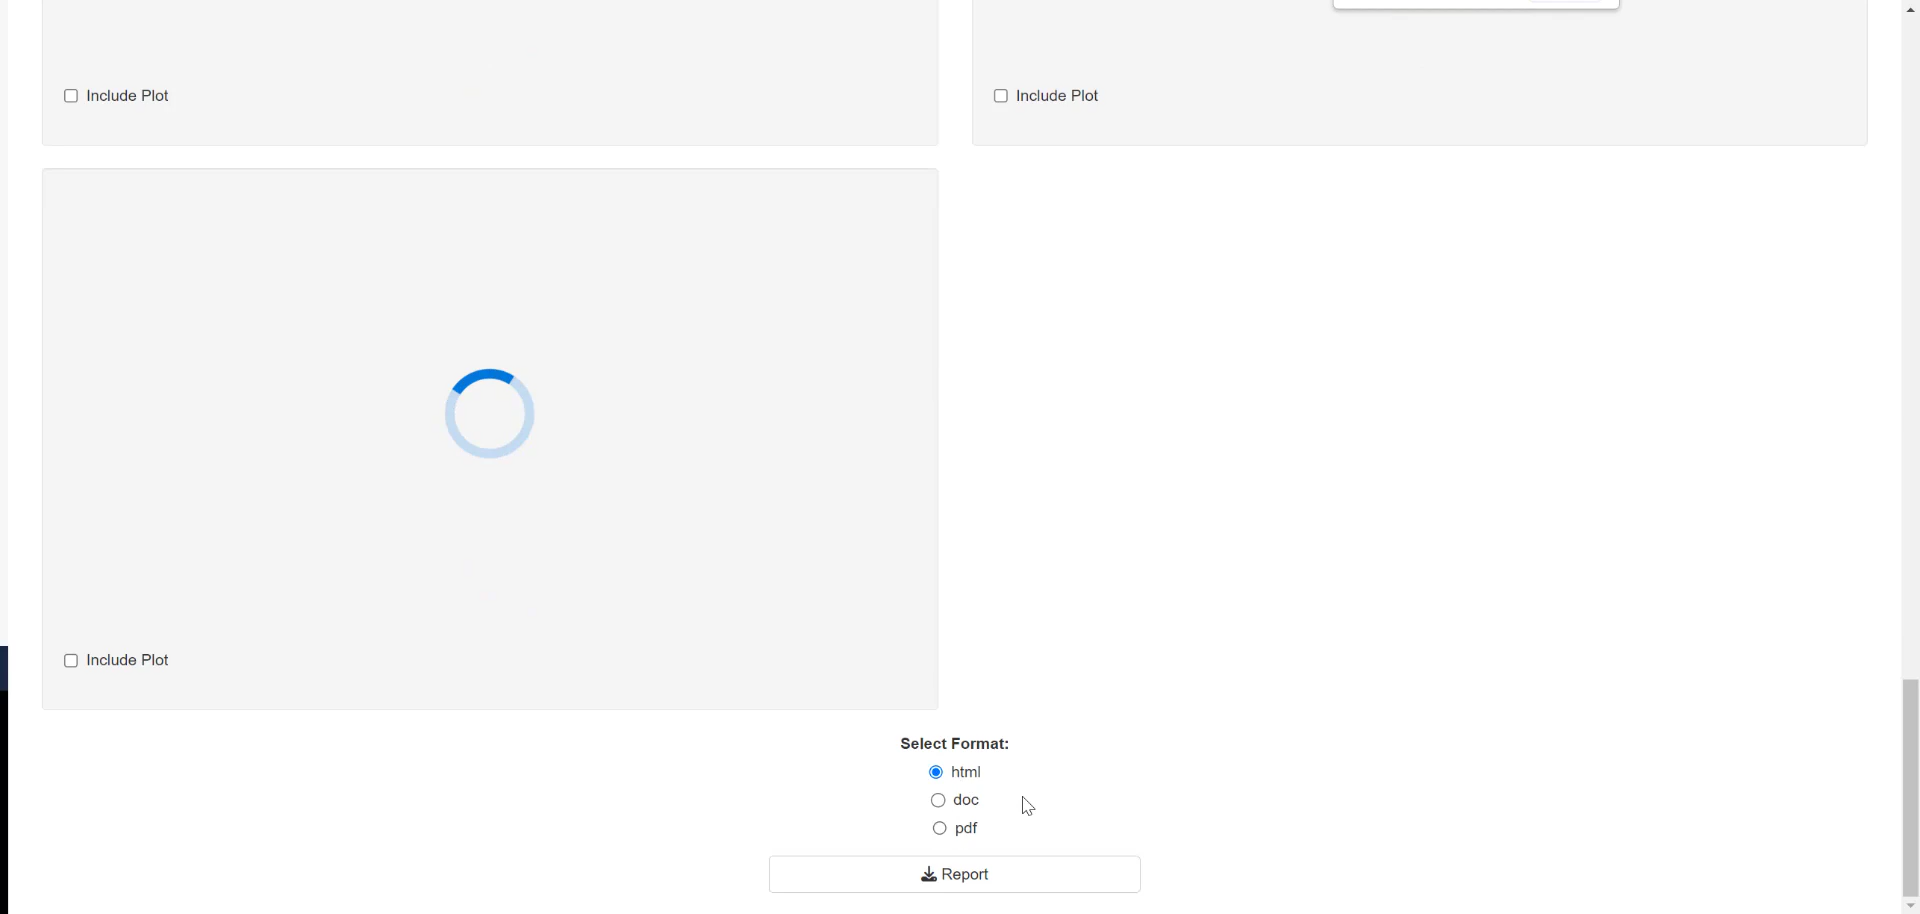 Include Plot
Include Plot
Include Plot
Select Format:
html
doc
pdf
Report